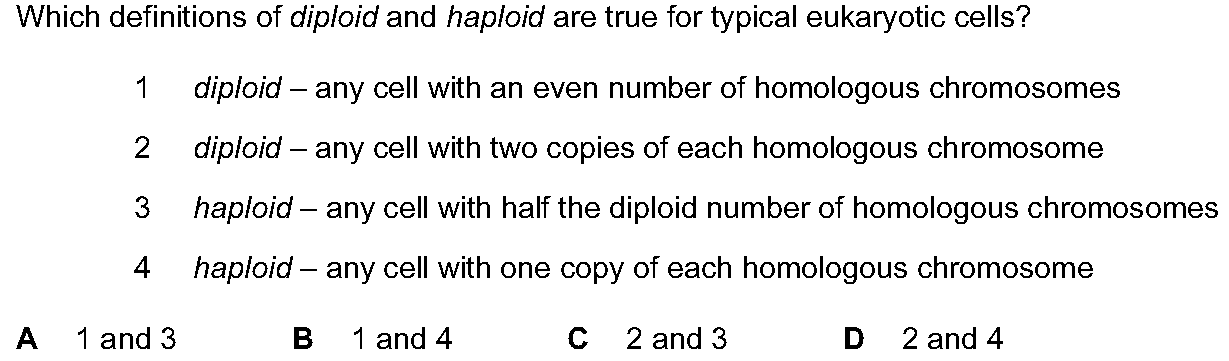 Which definitions of diploid and haploid are true for typical eukaryotic cells?
1 diploid – any cell with an even number of homologous chromosomes
2 diploid – any cell with two copies of each homologous chromosome
3 haploid – any cell with half the diploid number of homologous chromosomes
4 haploid – any cell with one copy of each homologous chromosome
A 1 and 3 B 1 and 4 C 2 and 3 D 2 and 4